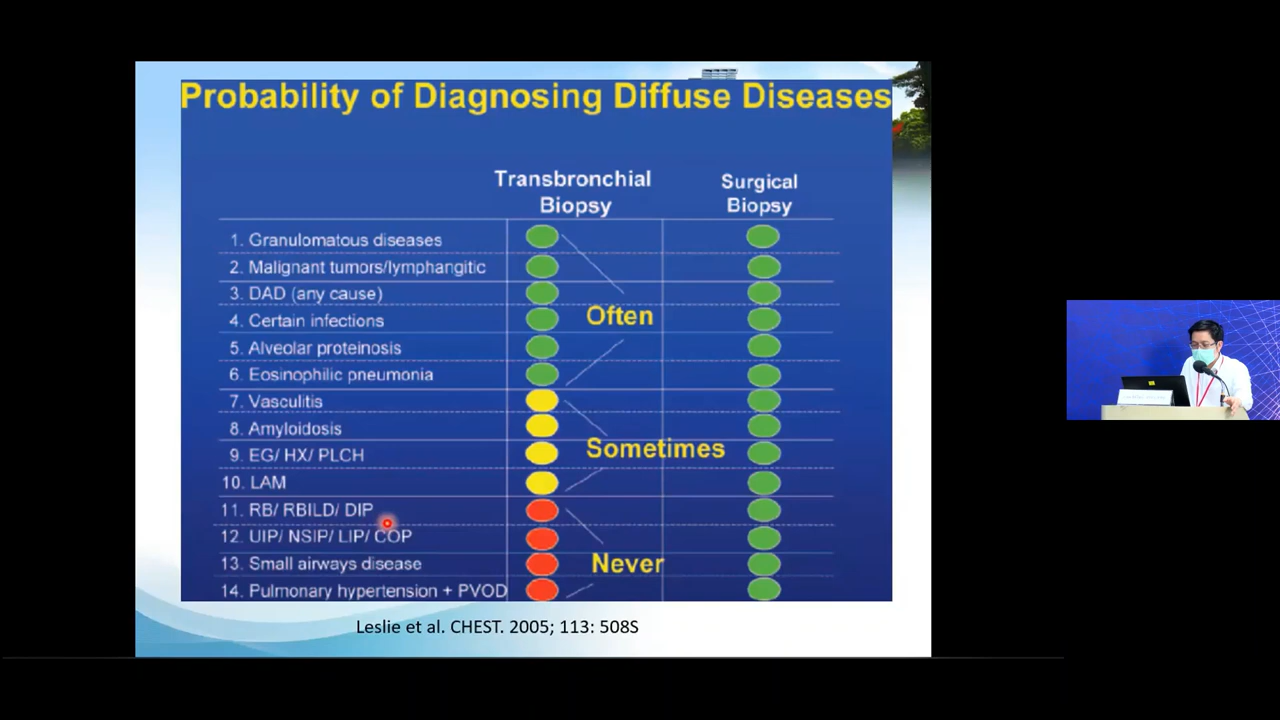 Probability of Diagnosing Diffuse Diseases
Transbronchial Biopsy
Surgical Biopsy
1. Granulomatous diseases
2. Malignant tumors/lymphangitic
3. DAD (any cause)
4. Certain infections
5. Alveolar proteinosis
6. Eosinophilic pneumonia
Often
7. Vasculitis
8. Amyloidosis
9. EG/ HX/ PLCH
10. LAM
Sometimes
11. RB/ RBILD/ DIP
12. UIP/ NSIP/ LIP/ COP
13. Small airways disease
14. Pulmonary hypertension + PVOD
Never
Leslie et al. CHEST. 2005; 113: 508S